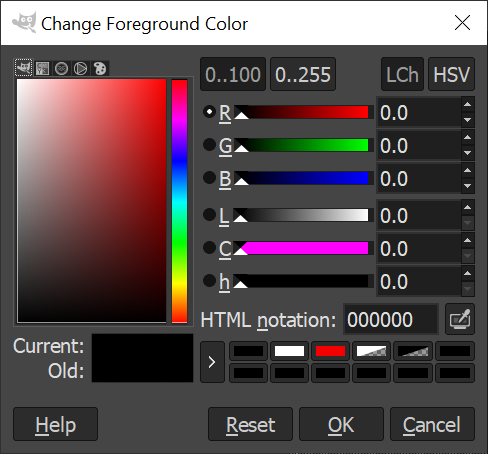 Change Foreground Color
0..100 0..255 LCh HSV
R 0.0
G 0.0
B 0.0
L 0.0
C 0.0
h 0.0
HTML notation: 000000
Current:
Old:
Help Reset OK Cancel